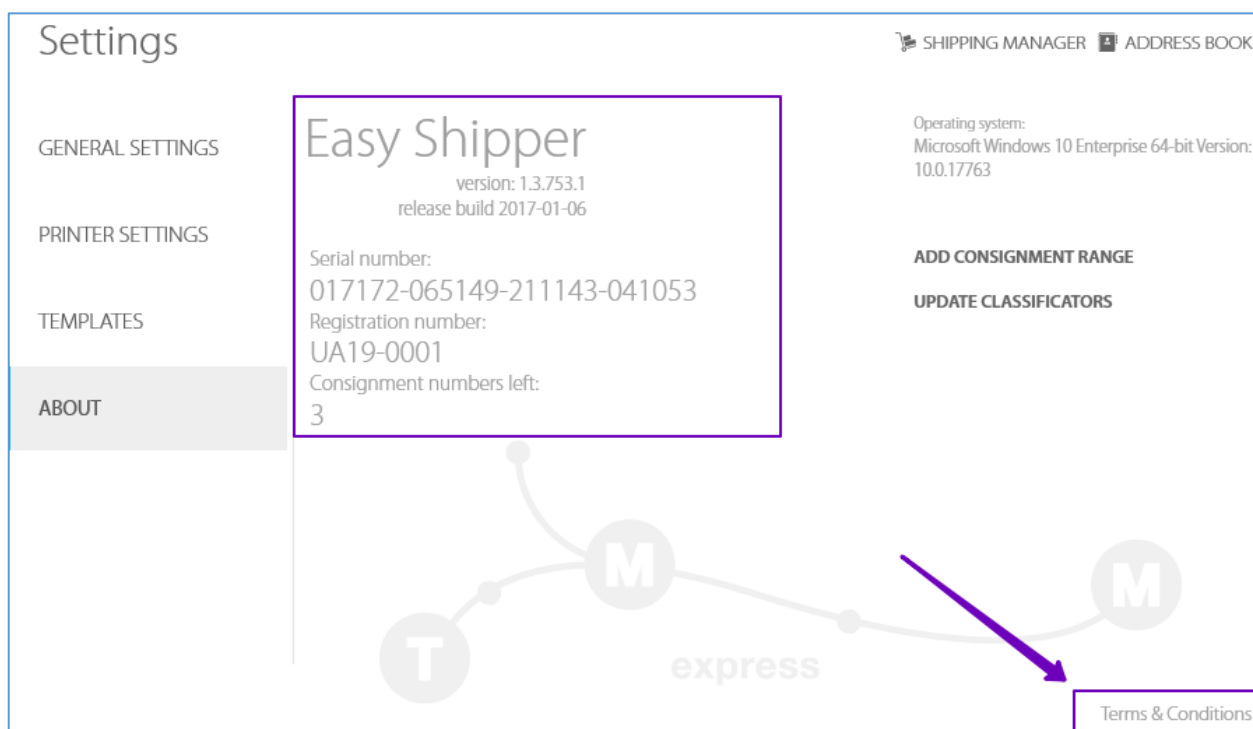 Settings
SHIPPING MANAGER ADDRESS BOOK
GENERAL SETTINGS
PRINTER SETTINGS
TEMPLATES
ABOUT
Easy Shipper
version: 1.3.753.1
release build 2017-01-06
Serial number:
017172-065149-211143-041053
Registration number:
UA19-0001
Consignment numbers left:
3
Operating system:
Microsoft Windows 10 Enterprise 64-bit Version:
10.0.17763
ADD CONSIGNMENT RANGE
UPDATE CLASSIFICATORS
T M M
express
Terms & Conditions